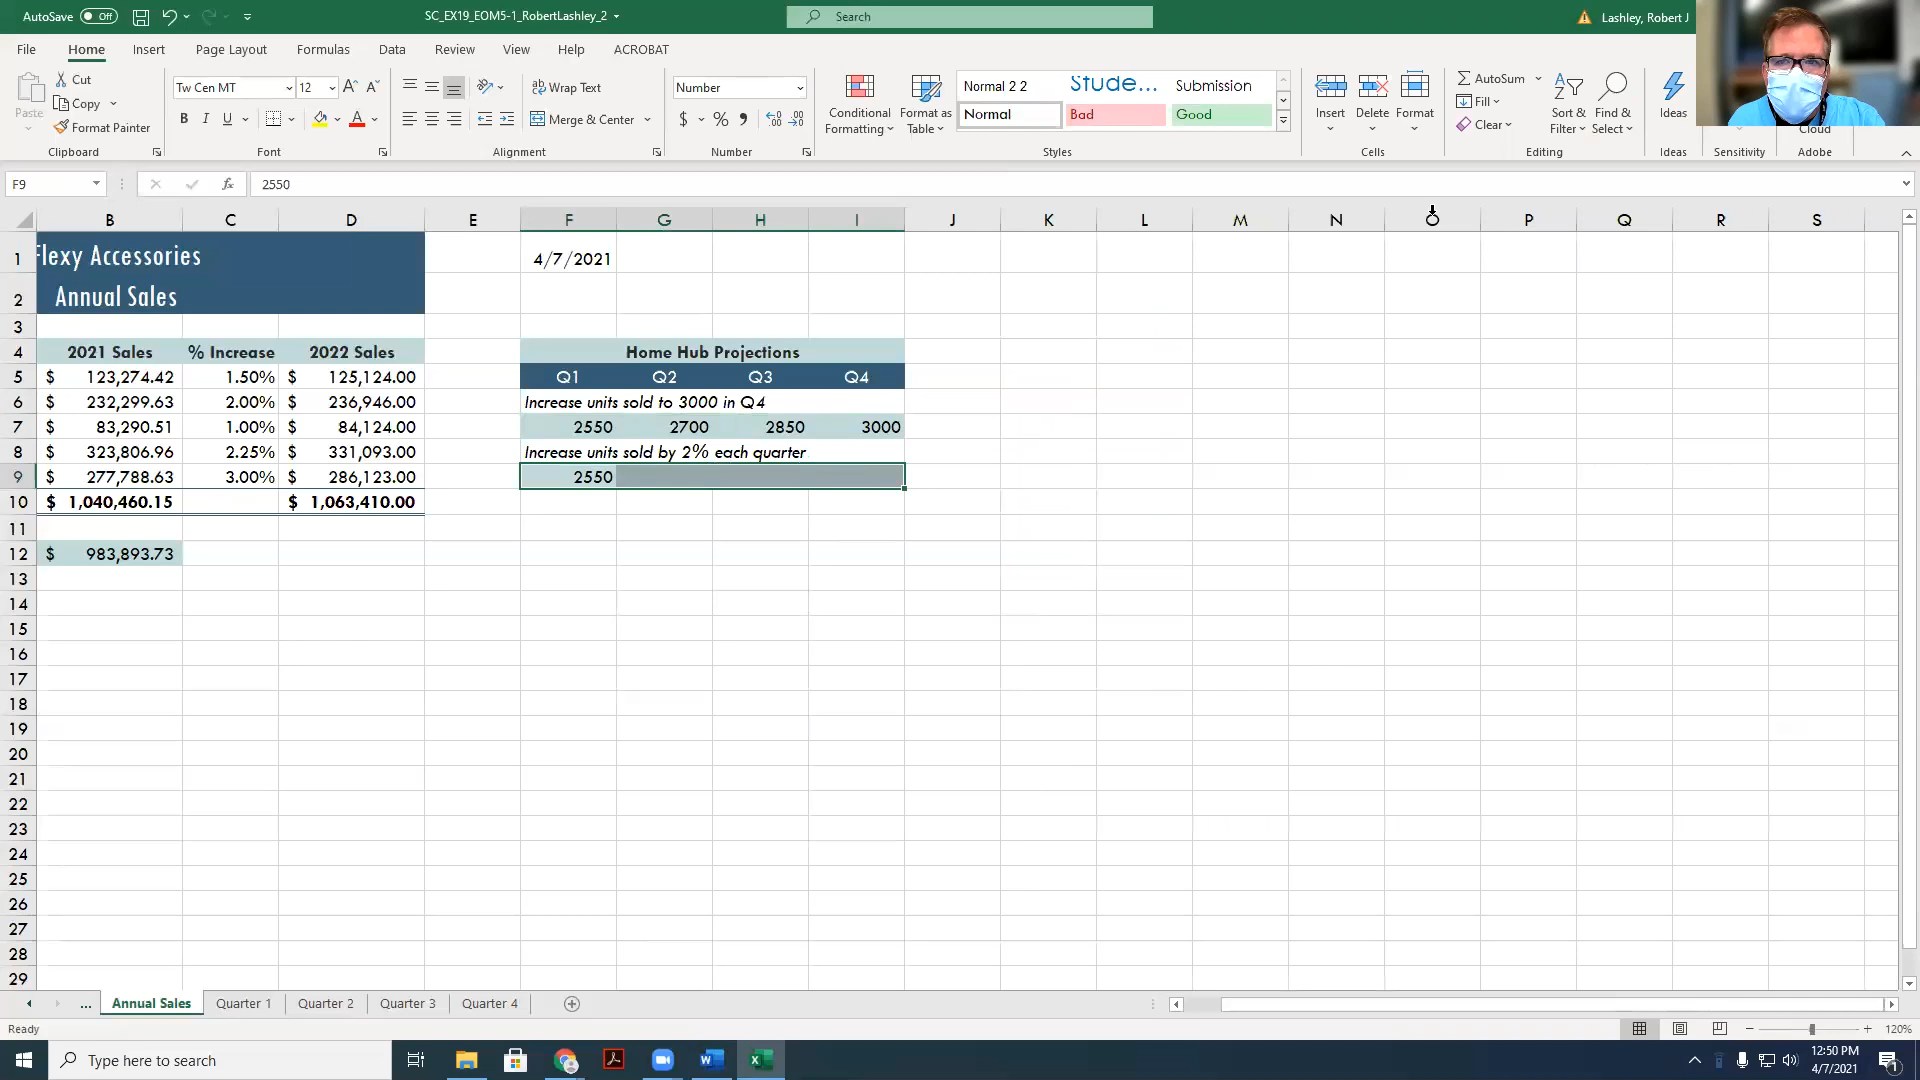 AutoSave Off SC_EX19_EOM5-1_RobertLashley_2 Search Lashley, Robert J
File Home Insert Page Layout Formulas Data Review View Help ACROBAT
Paste Cut Copy Format Painter
Tw Cen MT 12
B I U
Wrap Text
Merge & Center
Number
$ % 9
Conditional Formatting
Format as Table
Normal 2 2 Stude... Submission
Normal Bad Good
Insert Delete Format
AutoSum
Fill
Clear
Sort & Filter
Find & Select
Ideas
Cloud
Clipboard Font Alignment Number Styles Cells Editing Ideas Sensitivity Adobe
F9 fx 2550
B C D E F G H I J K L M N O P Q R S
1 Flexy Accessories 4/7/2021
2 Annual Sales
3
4 2021 Sales % Increase 2022 Sales Home Hub Projections
5 $ 123,274.42 1.50% $ 125,124.00 Q1 Q2 Q3 Q4
6 $ 232,299.63 2.00% $ 236,946.00 Increase units sold to 3000 in Q4
7 $ 83,290.51 1.00% $ 84,124.00 2550 2700 2850 3000
8 $ 323,806.96 2.25% $ 331,093.00 Increase units sold by 2% each quarter
9 $ 277,788.63 3.00% $ 286,123.00 2550
10 $ 1,040,460.15 $ 1,063,410.00
11
12 $ 983,893.73
13
14
15
16
17
18
19
20
21
22
23
24
25
26
27
28
29
... Annual Sales Quarter 1 Quarter 2 Quarter 3 Quarter 4
Ready 120%
Type here to search 12:50 PM
4/7/2021